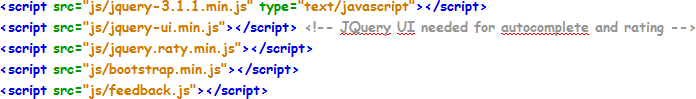 <script src="js/jquery-3.1.1.min.js" type="text/javascript"></script>
<script src="js/jquery-ui.min.js"></script> <!-- JQuery UI needed for autocomplete and rating -->
<script src="js/jquery.raty.min.js"></script>
<script src="js/bootstrap.min.js"></script>
<script src="js/feedback.js"></script>